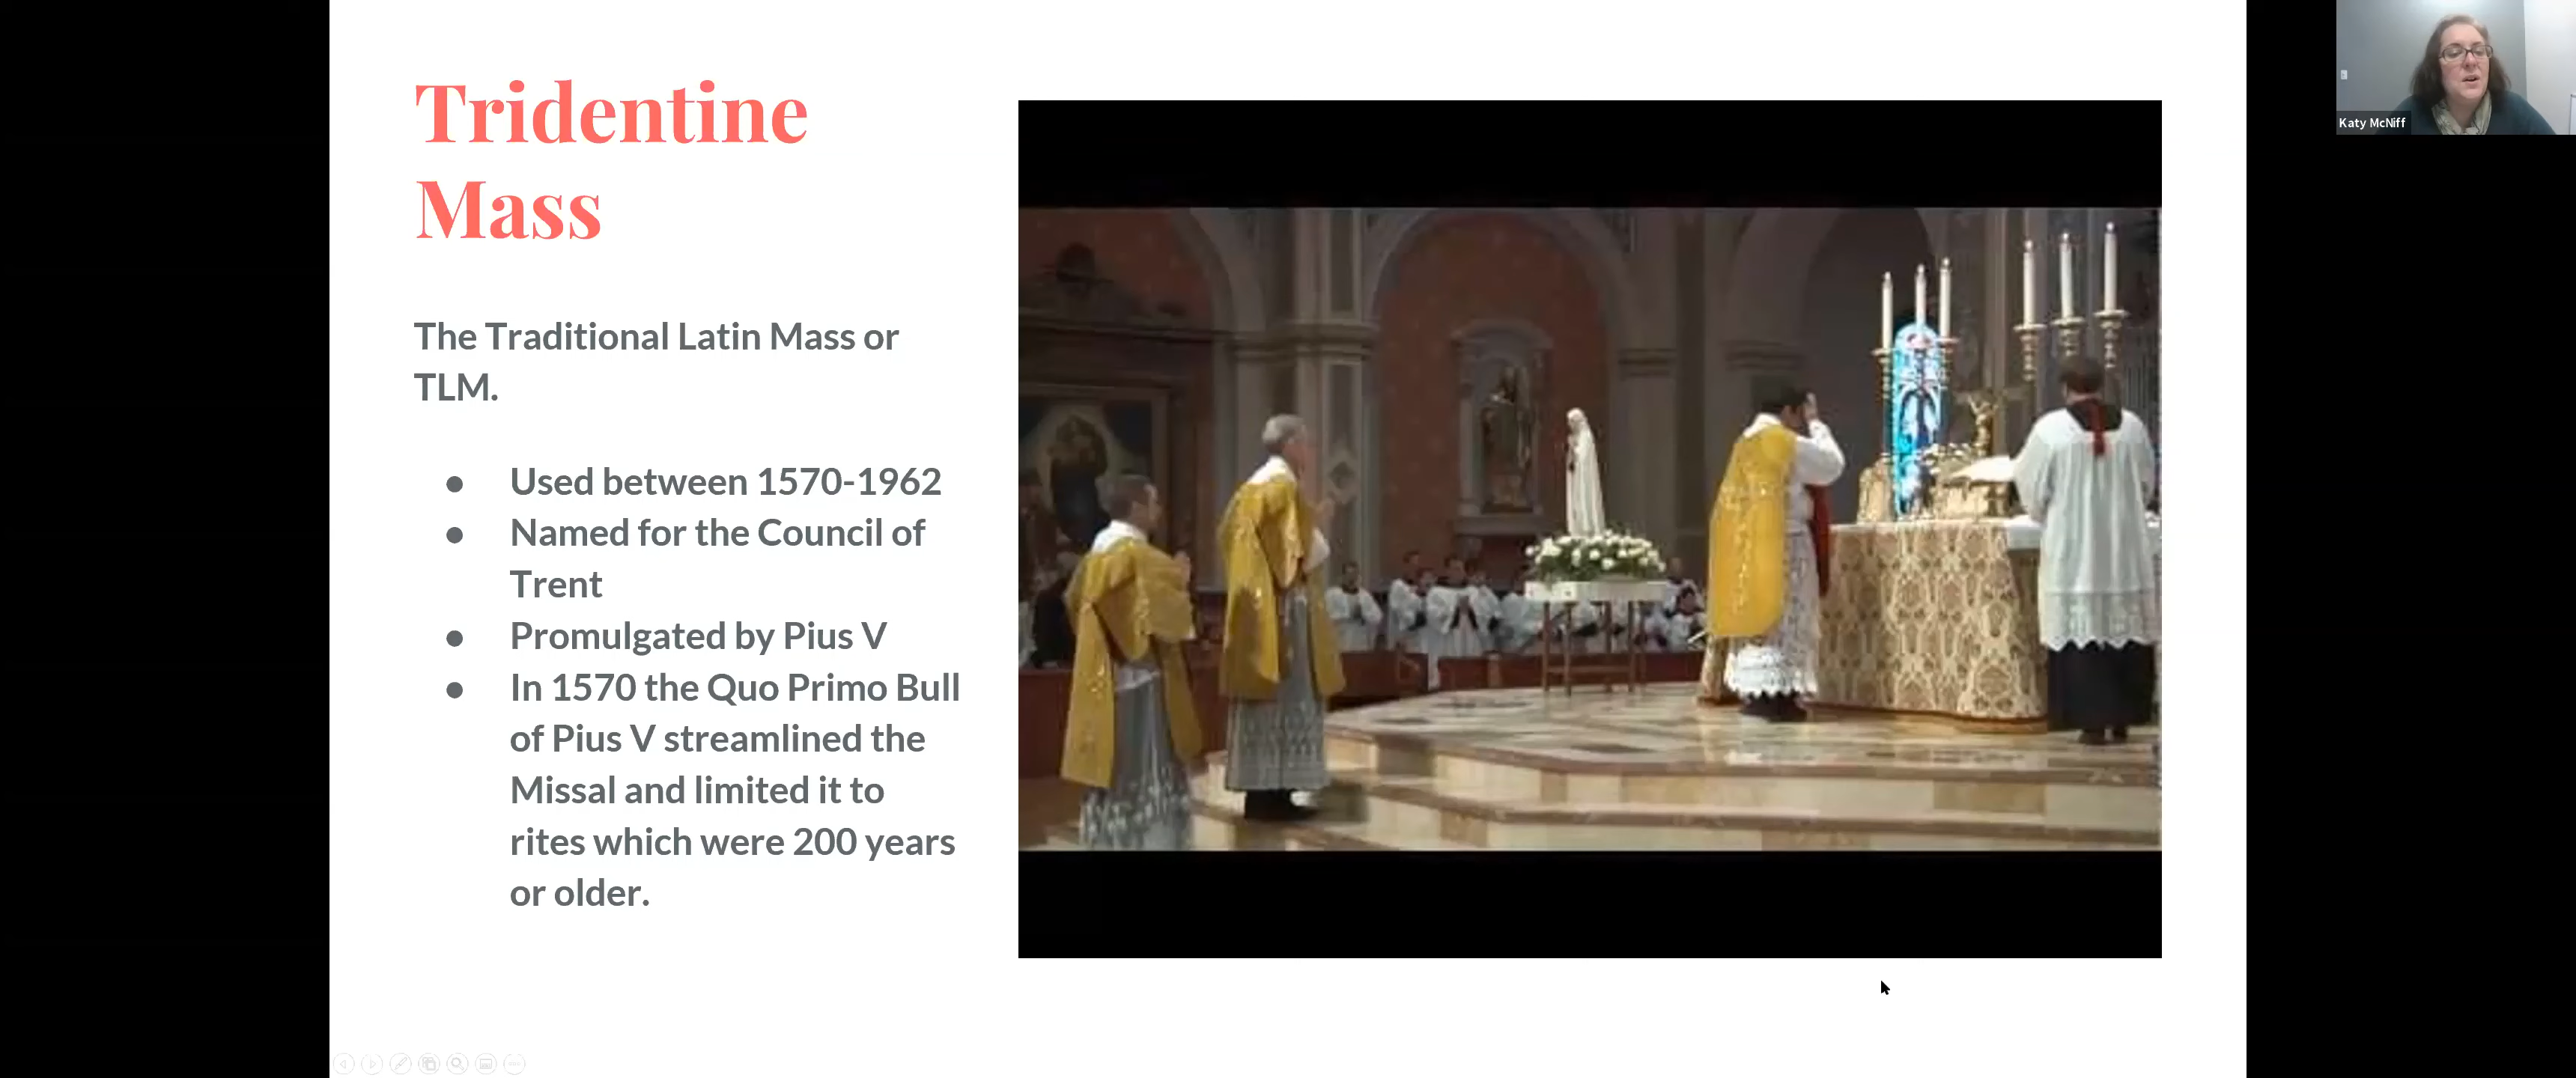 Tridentine
Mass
The Traditional Latin Mass or
TLM.
● Used between 1570-1962
● Named for the Council of
Trent
● Promulgated by Pius V
● In 1570 the Quo Primo Bull
of Pius V streamlined the
Missal and limited it to
rites which were 200 years
or older.
Katy McNiff